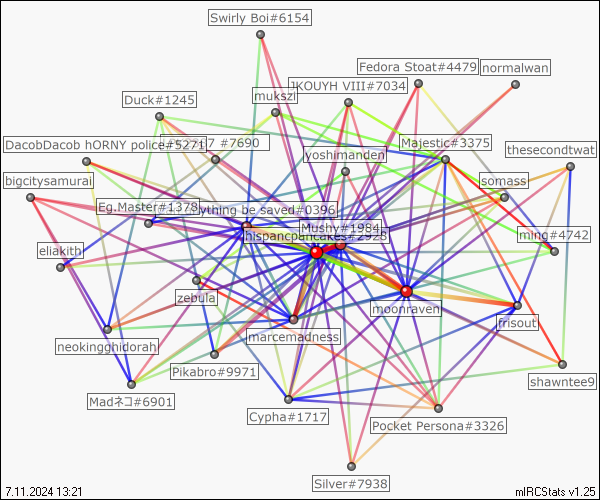 Swirly Boi#6154
Fedora Stoat#4479
normalwan
JKOUYH VIII#7034
mukszi
Duck#1245
7 #7690
DacobDacob hORNY police#5271
Majestic#3375
thesecondtwat
yoshimanden
bigcitysamurai
somass
Eg.Master#1378
ything be saved#0396
Mushy#1984
hispanopancakes#2925
ming#4742
eliakith
zebula
moonraven
frisout
marcemadness
neokingghidorah
Pikabro#9971
shawntee9
Madネコ#6901
Cypha#1717
Pocket Persona#3326
Silver#7938
7.11.2024 13:21
mIRCStats v1.25